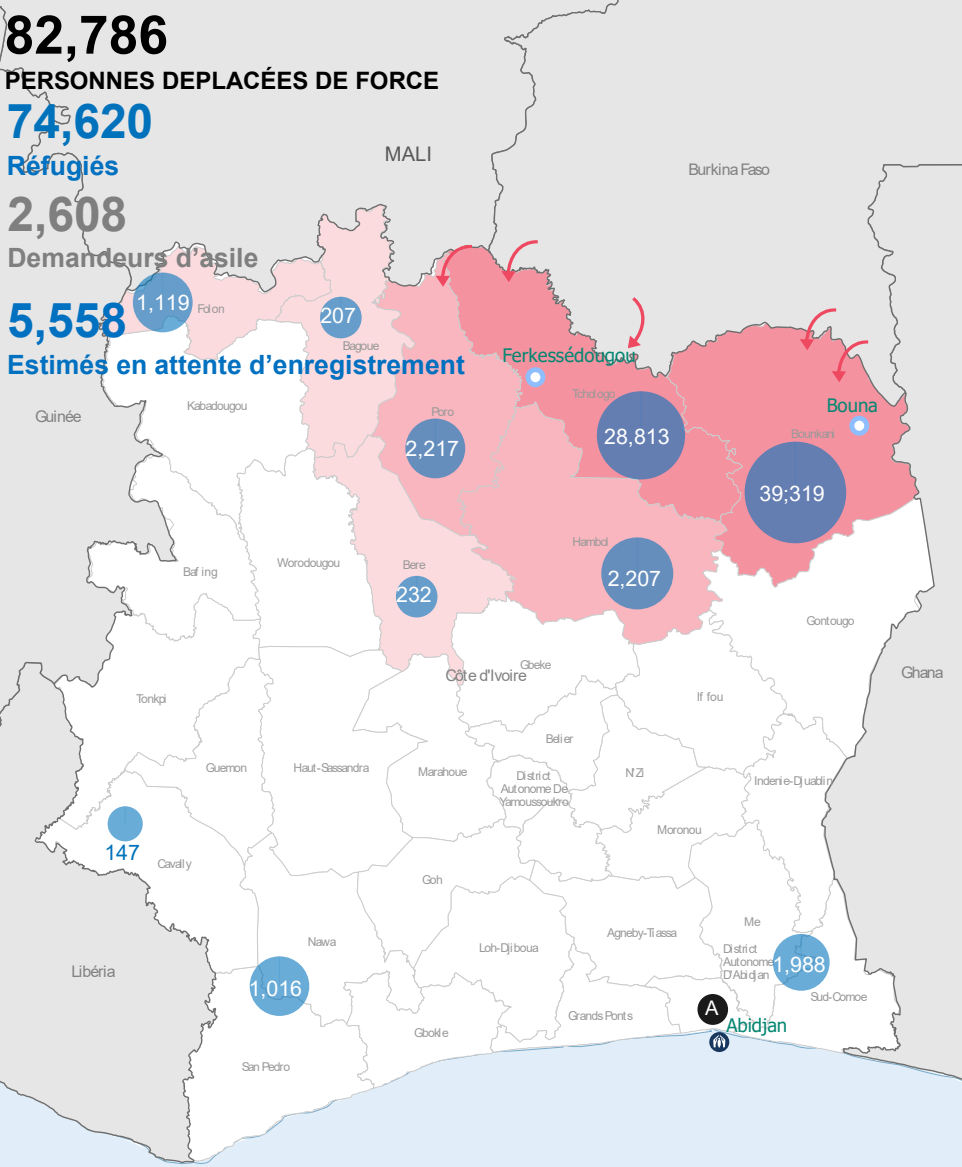 82,786
PERSONNES DEPLACÉES DE FORCE
74,620
Réfugiés
2,608
Demandeurs d'asile
5,558
Estimés en attente d'enregistrement
MALI
Burkina Faso
Guinée
Ghana
Libéria
Côte d'Ivoire
1,119
Folon
207
Bagoue
Kabadougou
Ferkessédougou
Tchologo
28,813
Bouna
Bounkani
39;319
Poro
2,217
Hambol
2,207
Bere
232
Worodougou
Bafing
Gontougo
Gbeke
Iffou
Tonkpi
Guemon
Haut-Sassandra
Marahoue
Belier
District
Autonome De
Yamoussoukro
N'Zi
Indenie-Djuablin
Moronou
147
Cavally
Goh
Me
Nawa
Loh-Djiboua
Agneby-Tiassa
District
Autonome
D'Abidjan
1,988
Sud-Comoe
1,016
Gbokle
Grands Ponts
A
Abidjan
San Pedro